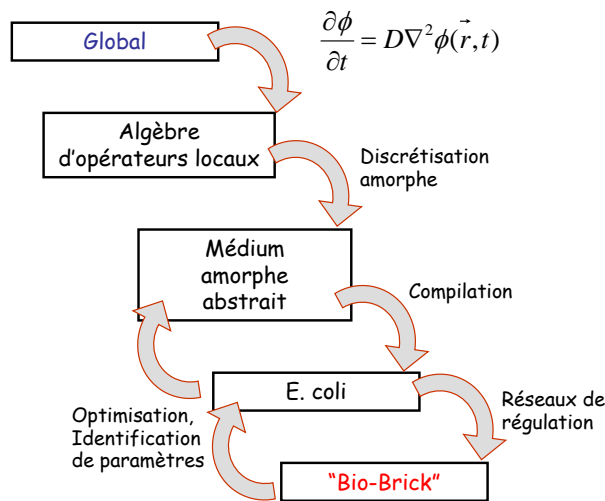 Global
∂ϕ/∂t = D∇²ϕ(r⃗,t)
Algèbre
d'opérateurs locaux
Discrétisation
amorphe
Médium
amorphe
abstrait
Compilation
E. coli
Réseaux de
régulation
Optimisation,
Identification
de paramètres
"Bio-Brick"